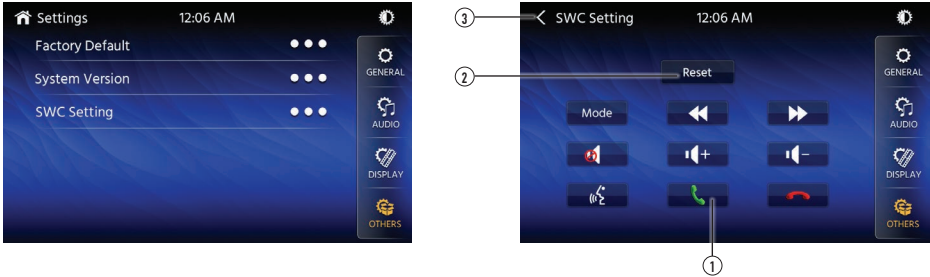 Settings 12:06 AM
Factory Default
System Version
SWC Setting
GENERAL
AUDIO
DISPLAY
OTHERS
3
SWC Setting 12:06 AM
2
Reset
GENERAL
Mode
AUDIO
+
-
DISPLAY
OTHERS
1